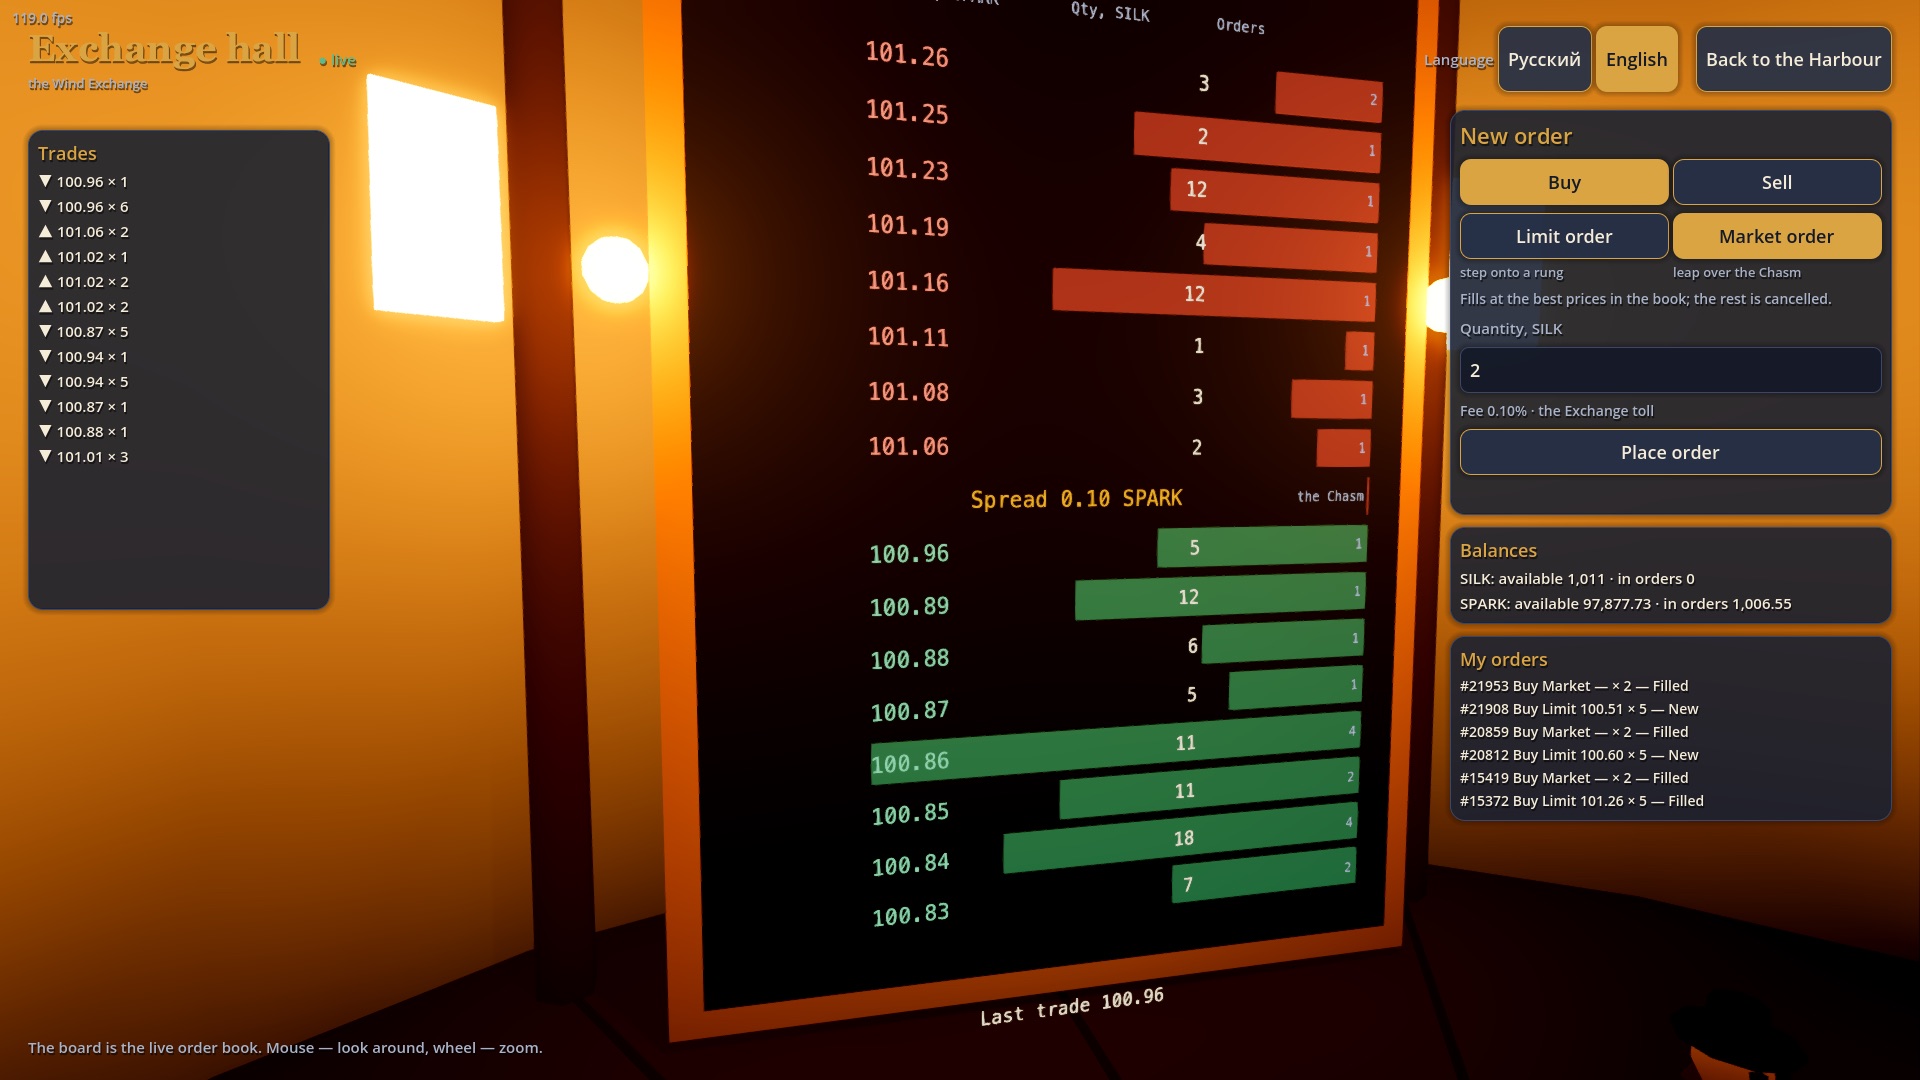 119.0 fps
Exchange hall
● live
the Wind Exchange
Language
Русский
English
Back to the Harbour
Trades
▼ 100.96 × 1
▼ 100.96 × 6
▲ 101.06 × 2
▲ 101.02 × 1
▲ 101.02 × 2
▲ 101.02 × 2
▼ 100.87 × 5
▼ 100.94 × 1
▼ 100.94 × 5
▼ 100.87 × 1
▼ 100.88 × 1
▼ 101.01 × 3
Qty, SILK Orders
101.26 3 2
101.25 2 1
101.23 12 1
101.19 4 1
101.16 12 1
101.11 1 1
101.08 3 1
101.06 2 1
Spread 0.10 SPARK the Chasm
100.96 5 1
100.89 12 1
100.88 6 1
100.87 5 1
100.86 11 4
100.85 11 2
100.84 18 4
100.83 7 2
Last trade 100.96
New order
Buy Sell
Limit order Market order
step onto a rung leap over the Chasm
Fills at the best prices in the book; the rest is cancelled.
Quantity, SILK
2
Fee 0.10% · the Exchange toll
Place order
Balances
SILK: available 1,011 · in orders 0
SPARK: available 97,877.73 · in orders 1,006.55
My orders
#21953 Buy Market — × 2 — Filled
#21908 Buy Limit 100.51 × 5 — New
#20859 Buy Market — × 2 — Filled
#20812 Buy Limit 100.60 × 5 — New
#15419 Buy Market — × 2 — Filled
#15372 Buy Limit 101.26 × 5 — Filled
The board is the live order book. Mouse — look around, wheel — zoom.